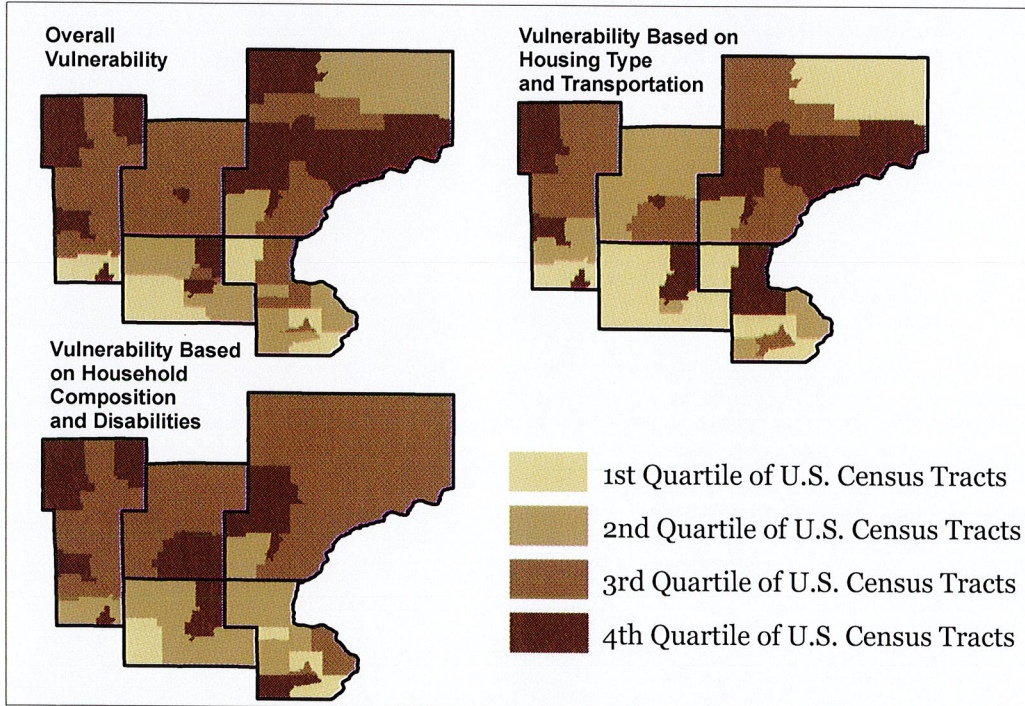 Overall
Vulnerability
Vulnerability Based on
Housing Type
and Transportation
Vulnerability Based
on Household
Composition
and Disabilities
1st Quartile of U.S. Census Tracts
2nd Quartile of U.S. Census Tracts
3rd Quartile of U.S. Census Tracts
4th Quartile of U.S. Census Tracts